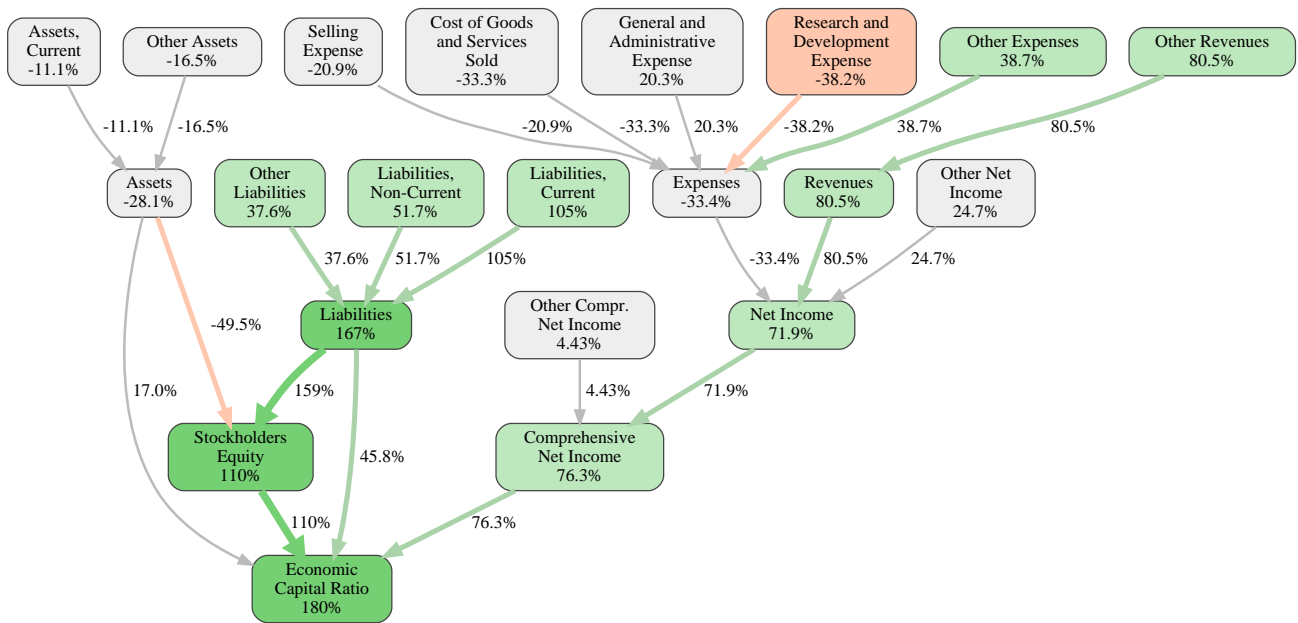 Assets,
Current
-11.1%
Other Assets
-16.5%
Selling
Expense
-20.9%
Cost of Goods
and Services
Sold
-33.3%
General and
Administrative
Expense
20.3%
Research and
Development
Expense
-38.2%
Other Expenses
38.7%
Other Revenues
80.5%
-11.1%
-16.5%
-20.9%
-33.3%
20.3%
-38.2%
38.7%
80.5%
Assets
-28.1%
Other
Liabilities
37.6%
Liabilities,
Non-Current
51.7%
Liabilities,
Current
105%
Expenses
-33.4%
Revenues
80.5%
Other Net
Income
24.7%
37.6%
51.7%
105%
-33.4%
80.5%
24.7%
-49.5%
Liabilities
167%
Other Compr.
Net Income
4.43%
Net Income
71.9%
17.0%
159%
4.43%
71.9%
Stockholders
Equity
110%
45.8%
Comprehensive
Net Income
76.3%
110%
76.3%
Economic
Capital Ratio
180%